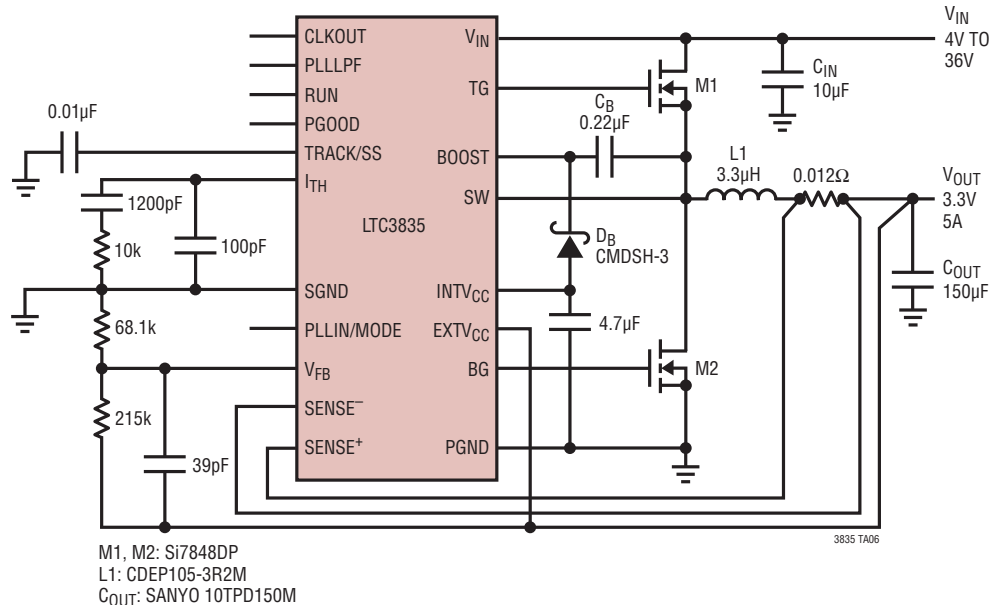 CLKOUT
PLLLPF
RUN
PGOOD
TRACK/SS
ITH
SGND
PLLIN/MODE
VFB
SENSE–
SENSE+
LTC3835
VIN
TG
BOOST
SW
INTVCC
EXTVCC
BG
PGND
0.01µF
1200pF
10k
100pF
68.1k
215k
39pF
CB
0.22µF
DB
CMDSH-3
4.7µF
M1
M2
L1
3.3µH
0.012Ω
CIN
10µF
VIN
4V TO
36V
VOUT
3.3V
5A
COUT
150µF
3835 TA06
M1, M2: Si7848DP
L1: CDEP105-3R2M
COUT: SANYO 10TPD150M